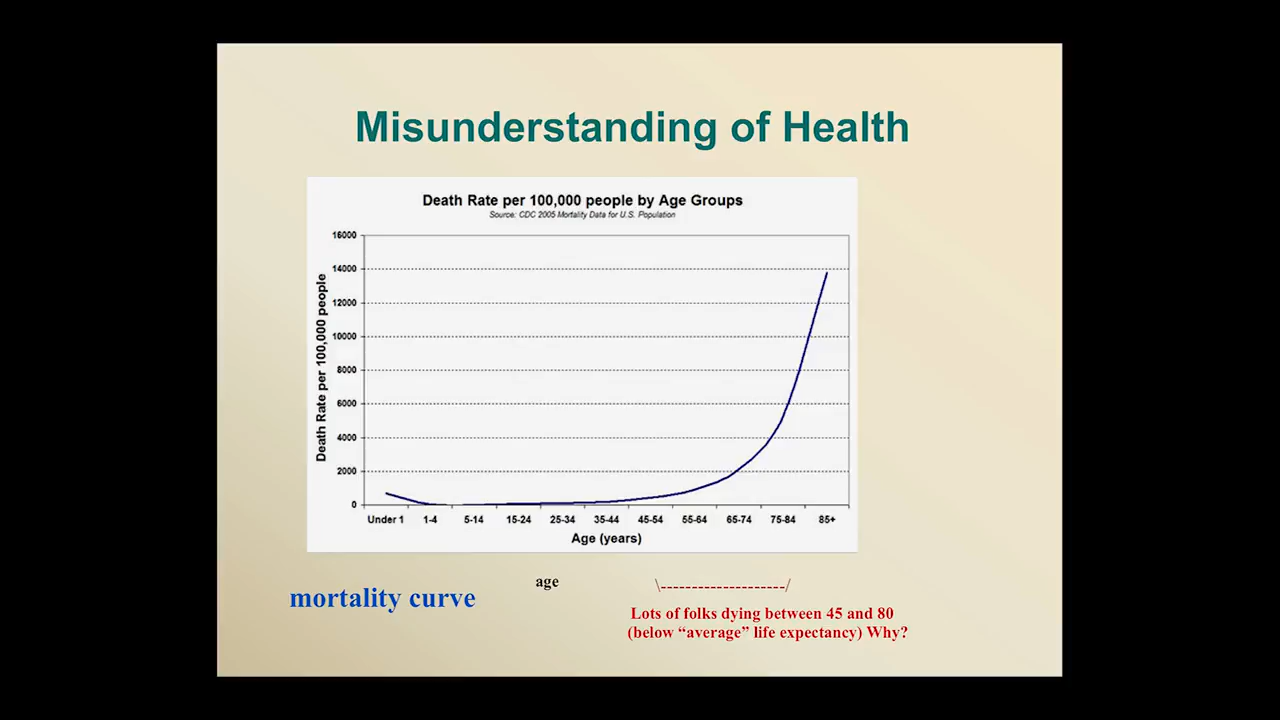 Misunderstanding of Health
Death Rate per 100,000 people by Age Groups
Source: CDC 2005 Mortality Data for U.S. Population
Death Rate per 100,000 people
16000
14000
12000
10000
8000
6000
4000
2000
0
Under 1 1-4 5-14 15-24 25-34 35-44 45-54 55-64 65-74 75-84 85+
Age (years)
age
\--------------------/
mortality curve
Lots of folks dying between 45 and 80
(below “average” life expectancy) Why?